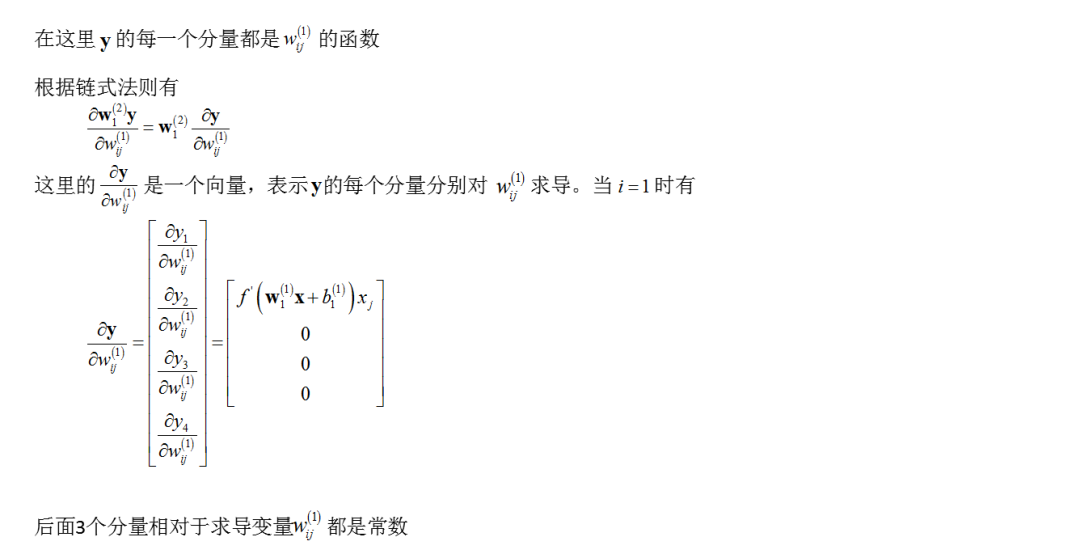 在这里 y 的每一个分量都是 w_{ij}^{(1)} 的函数
根据链式法则有
\frac{\partial \mathbf{w}_1^{(2)} \mathbf{y}}{\partial w_{ij}^{(1)}} = \mathbf{w}_1^{(2)} \frac{\partial \mathbf{y}}{\partial w_{ij}^{(1)}}
这里的 \frac{\partial \mathbf{y}}{\partial w_{ij}^{(1)}} 是一个向量，表示y的每个分量分别对 w_{ij}^{(1)} 求导。当 i=1 时有
\frac{\partial \mathbf{y}}{\partial w_{ij}^{(1)}} = \begin{bmatrix} \frac{\partial y_1}{\partial w_{ij}^{(1)}} \\ \frac{\partial y_2}{\partial w_{ij}^{(1)}} \\ \frac{\partial y_3}{\partial w_{ij}^{(1)}} \\ \frac{\partial y_4}{\partial w_{ij}^{(1)}} \end{bmatrix} = \begin{bmatrix} f' \left( \mathbf{w}_1^{(1)} \mathbf{x} + b_1^{(1)} \right) x_j \\ 0 \\ 0 \\ 0 \end{bmatrix}
后面3个分量相对于求导变量w_{ij}^{(1)} 都是常数